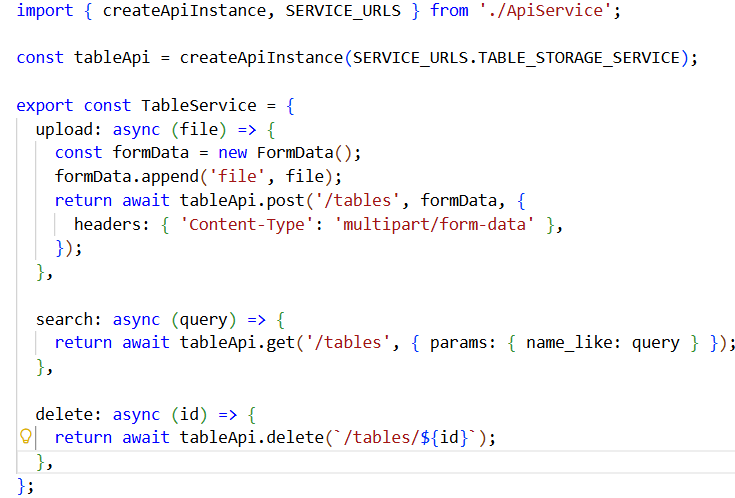 import { createApiInstance, SERVICE_URLS } from './ApiService';
const tableApi = createApiInstance(SERVICE_URLS.TABLE_STORAGE_SERVICE);
export const TableService = {
  upload: async (file) => {
    const formData = new FormData();
    formData.append('file', file);
    return await tableApi.post('/tables', formData, {
      headers: { 'Content-Type': 'multipart/form-data' },
    });
  },
  search: async (query) => {
    return await tableApi.get('/tables', { params: { name_like: query } });
  },
  delete: async (id) => {
    return await tableApi.delete(`/tables/${id}`);
  },
};